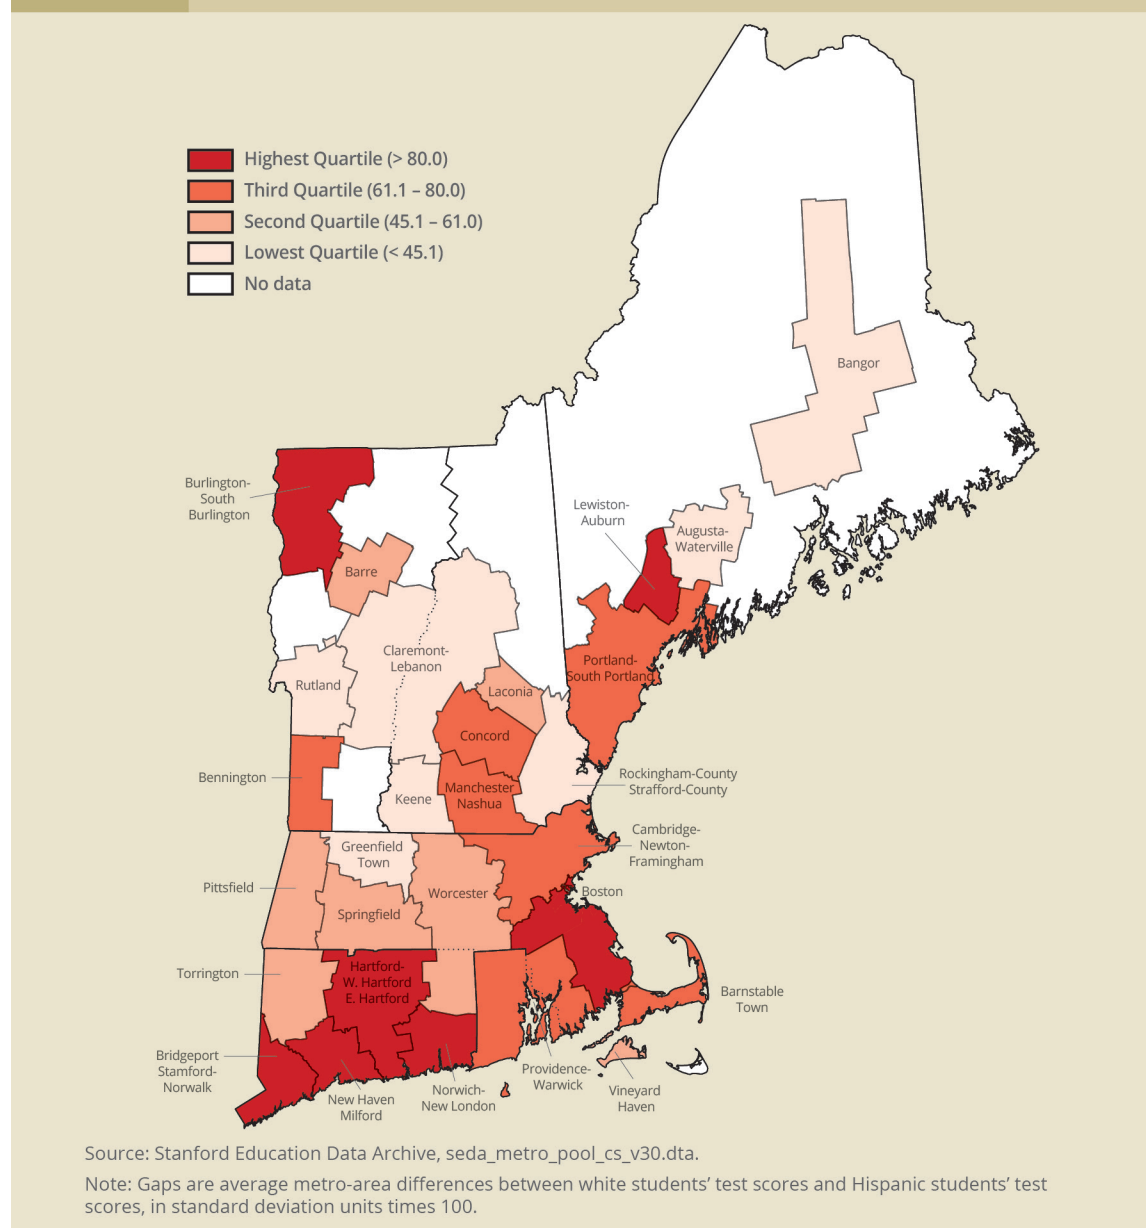 Highest Quartile (> 80.0)
Third Quartile (61.1 – 80.0)
Second Quartile (45.1 – 61.0)
Lowest Quartile (< 45.1)
No data
Bangor
Burlington-
South
Burlington
Lewiston-
Auburn
Augusta-
Waterville
Barre
Claremont-
Lebanon
Portland-
South Portland
Rutland
Laconia
Concord
Bennington
Rockingham-County
Strafford-County
Keene
Manchester
Nashua
Cambridge-
Newton-
Framingham
Greenfield
Town
Pittsfield
Worcester
Boston
Springfield
Torrington
Hartford-
W. Hartford
E. Hartford
Barnstable
Town
Bridgeport
Stamford-
Norwalk
New Haven
Milford
Norwich-
New London
Providence-
Warwick
Vineyard
Haven
Source: Stanford Education Data Archive, seda_metro_pool_cs_v30.dta.
Note: Gaps are average metro-area differences between white students’ test scores and Hispanic students’ test
scores, in standard deviation units times 100.